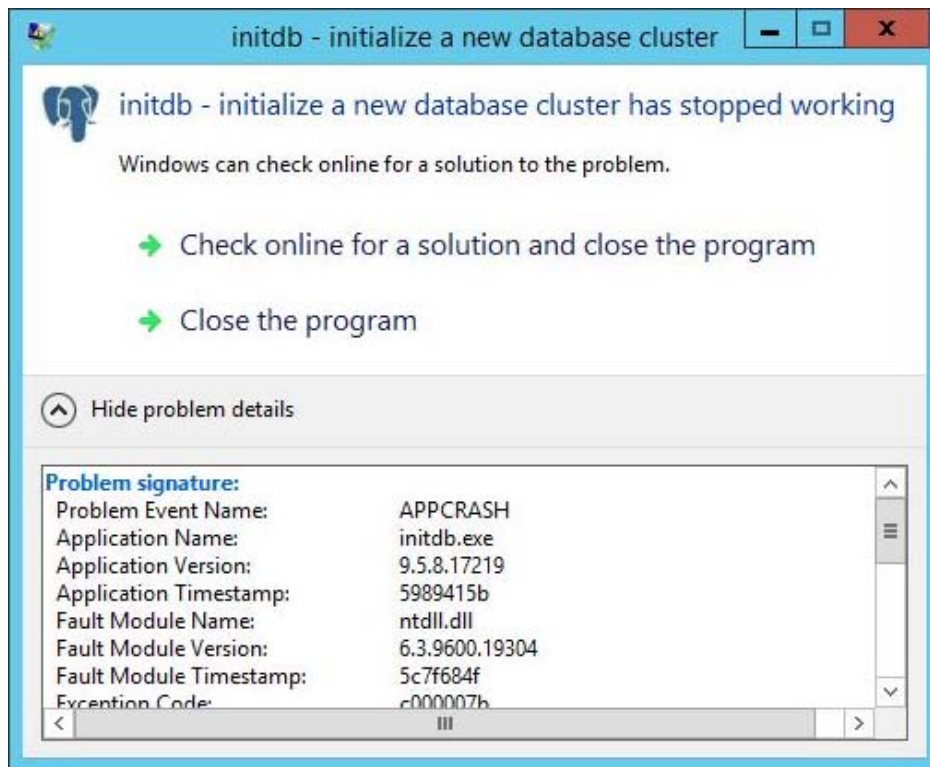 initdb - initialize a new database cluster
initdb - initialize a new database cluster has stopped working
Windows can check online for a solution to the problem.
Check online for a solution and close the program
Close the program
Hide problem details
Problem signature:
Problem Event Name: APPCRASH
Application Name: initdb.exe
Application Version: 9.5.8.17219
Application Timestamp: 5989415b
Fault Module Name: ntdll.dll
Fault Module Version: 6.3.9600.19304
Fault Module Timestamp: 5c7f684f
Exception Code: c000007b